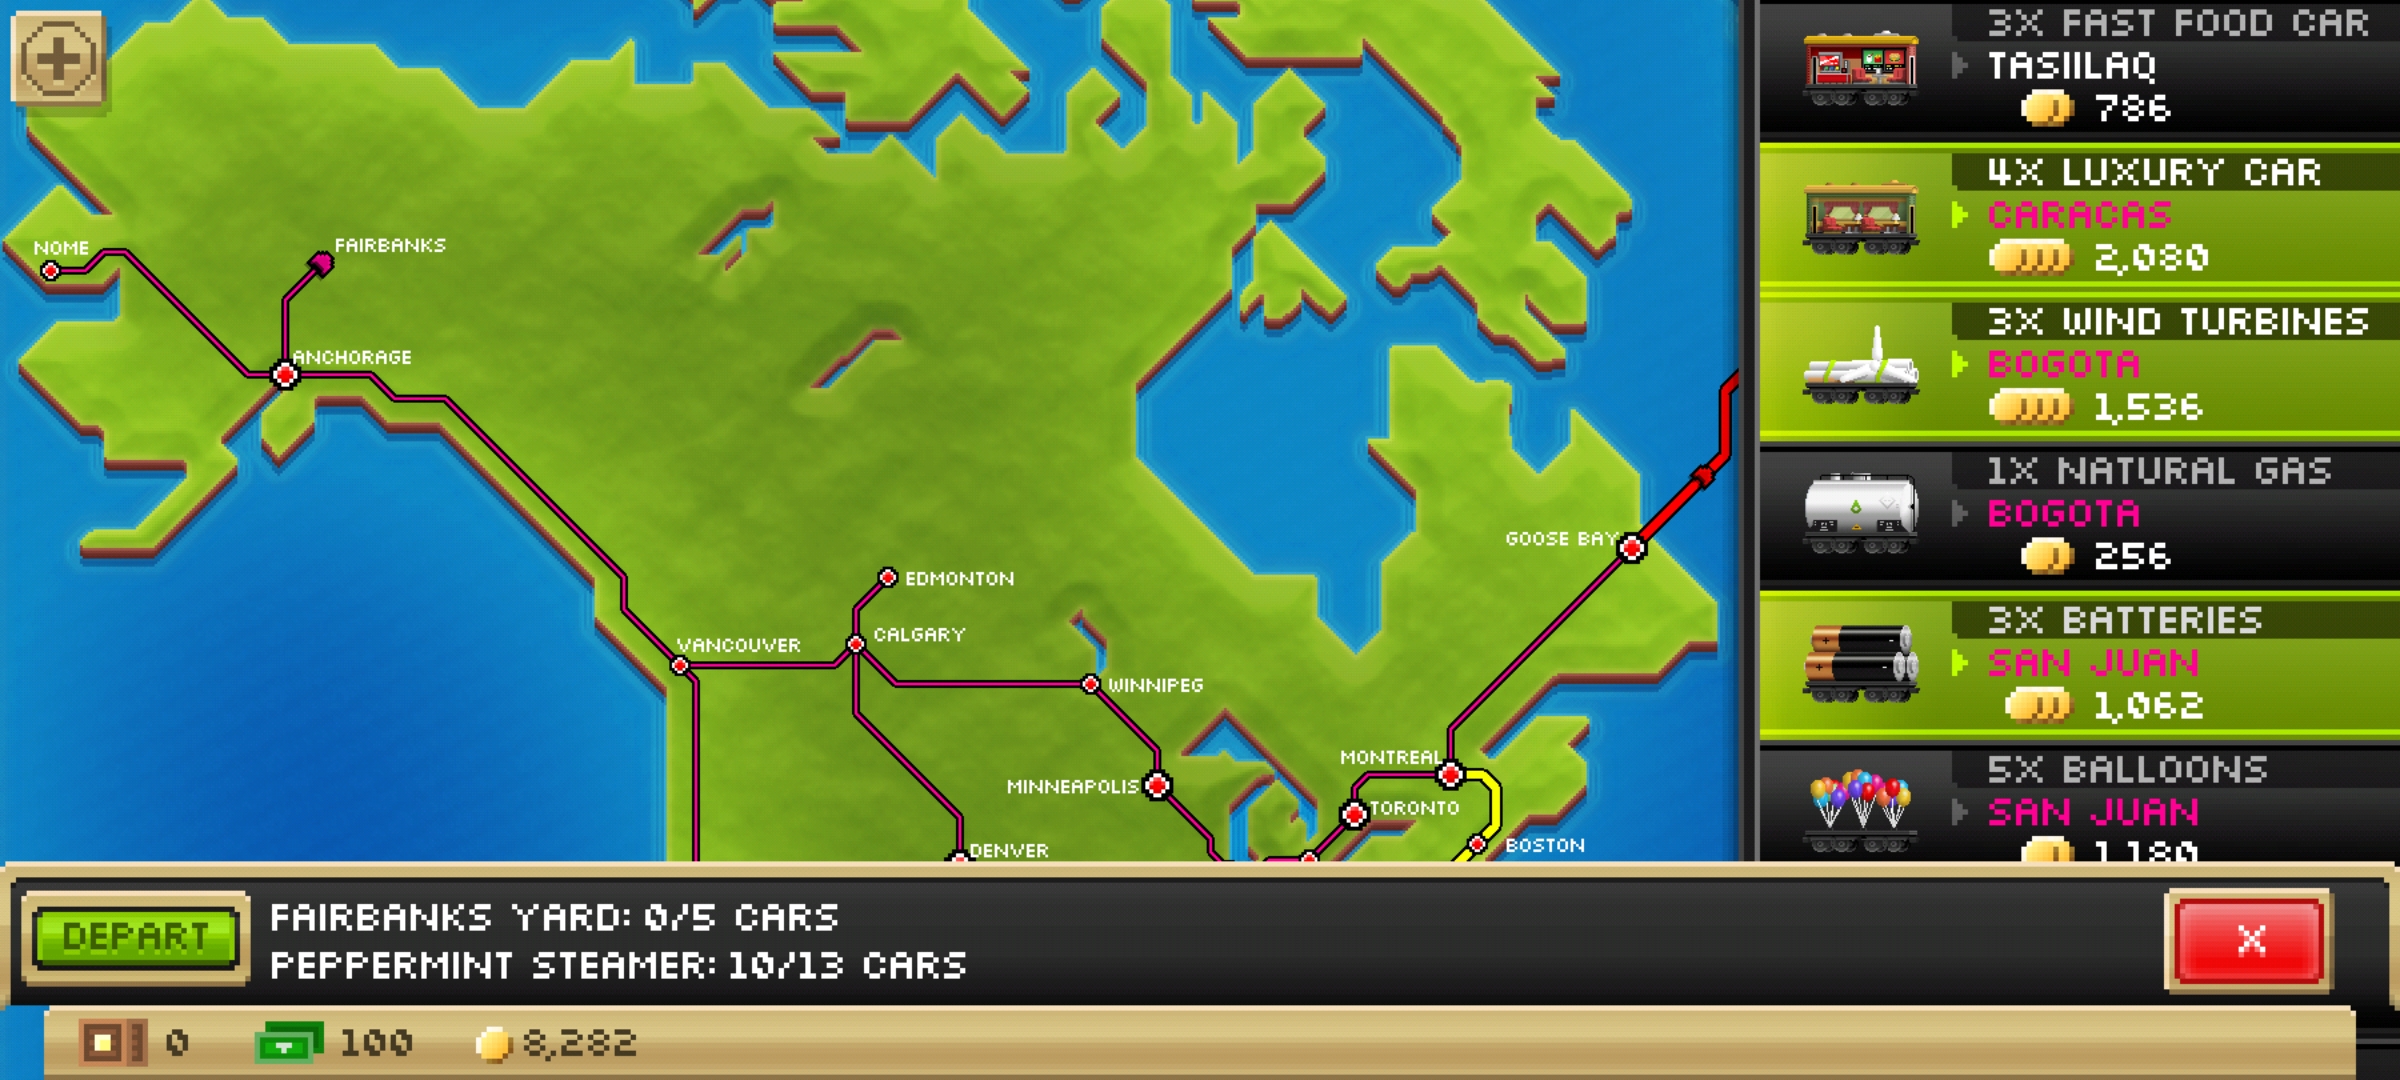 NOME
FAIRBANKS
ANCHORAGE
EDMONTON
CALGARY
VANCOUVER
WINNIPEG
GOOSE BAY
MINNEAPOLIS
MONTREAL
TORONTO
DENVER
BOSTON
3X FAST FOOD CAR
TASIILAQ
786
4X LUXURY CAR
CARACAS
2,080
3X WIND TURBINES
BOGOTA
1,536
1X NATURAL GAS
BOGOTA
256
3X BATTERIES
SAN JUAN
1,062
5X BALLOONS
SAN JUAN
1,180
DEPART
FAIRBANKS YARD: 0/5 CARS
PEPPERMINT STEAMER: 10/13 CARS
X
0
100
8,282